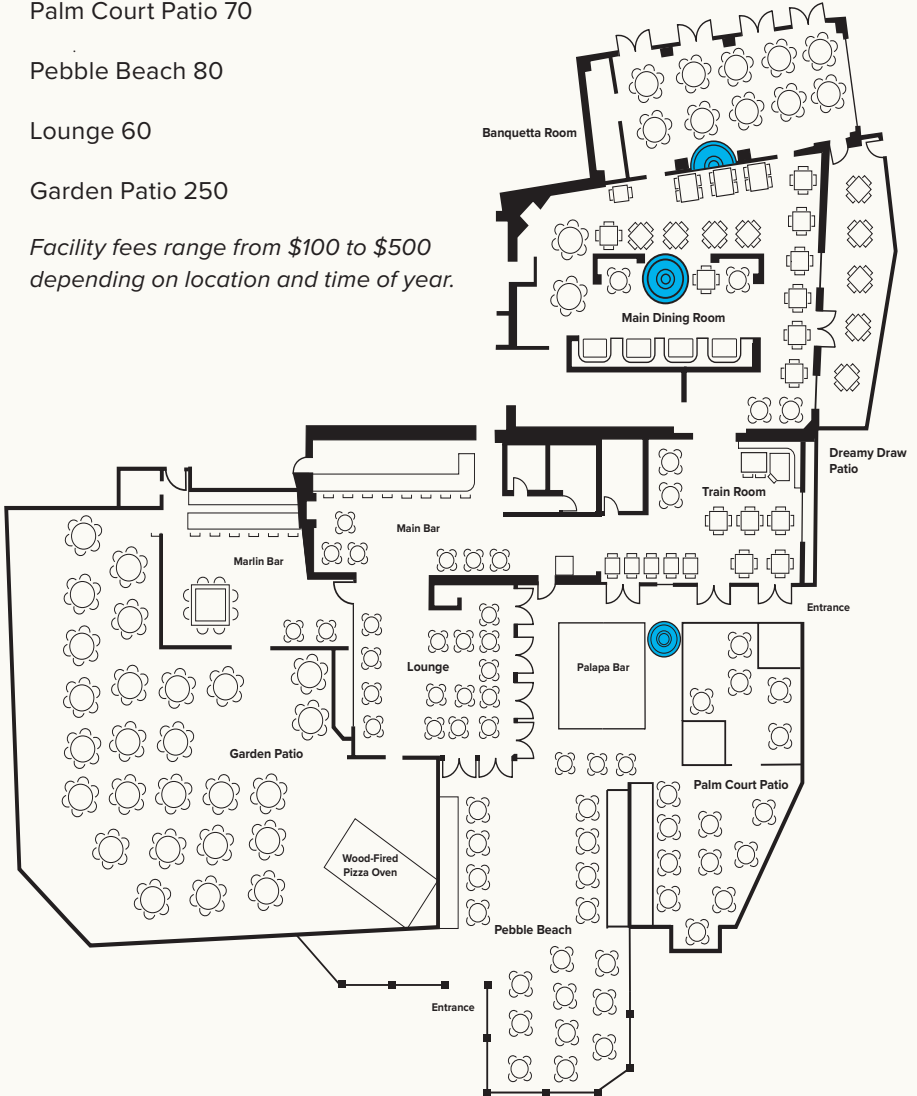 Palm Court Patio 70
Pebble Beach 80
Lounge 60
Garden Patio 250
Facility fees range from $100 to $500
depending on location and time of year.
Banquetta Room
Main Dining Room
Dreamy Draw
Patio
Train Room
Main Bar
Marlin Bar
Entrance
Lounge
Palapa Bar
Garden Patio
Palm Court Patio
Wood-Fired
Pizza Oven
Pebble Beach
Entrance